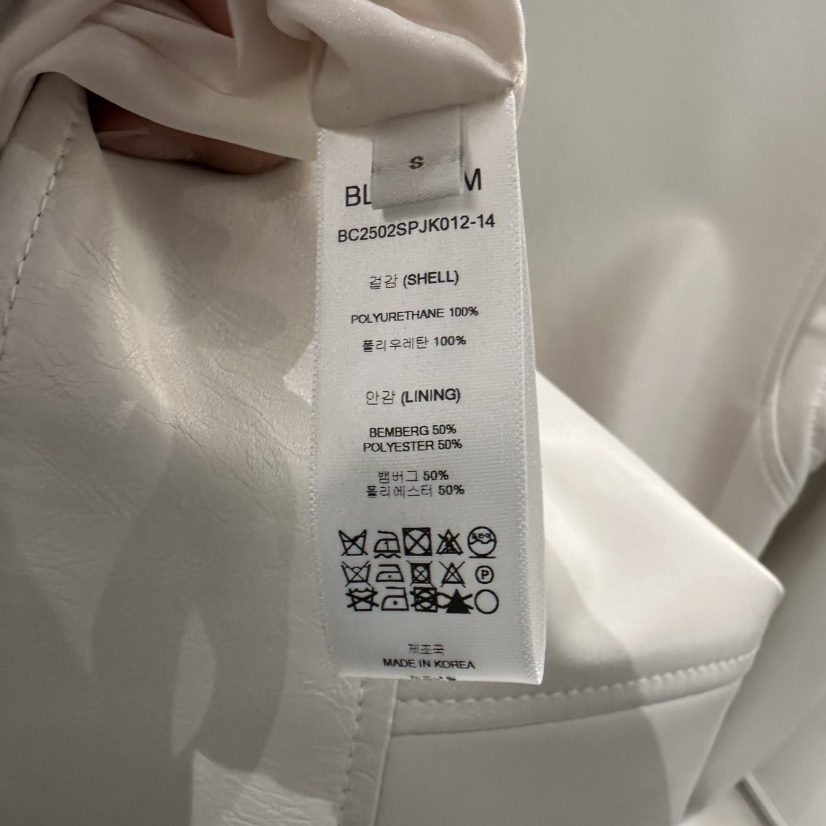 S
BC2502SPJK012-14
겉감 (SHELL)
POLYURETHANE 100%
폴리우레탄 100%
안감 (LINING)
BEMBERG 50%
POLYESTER 50%
뱀버그 50%
폴리에스터 50%
P
제조국
MADE IN KOREA